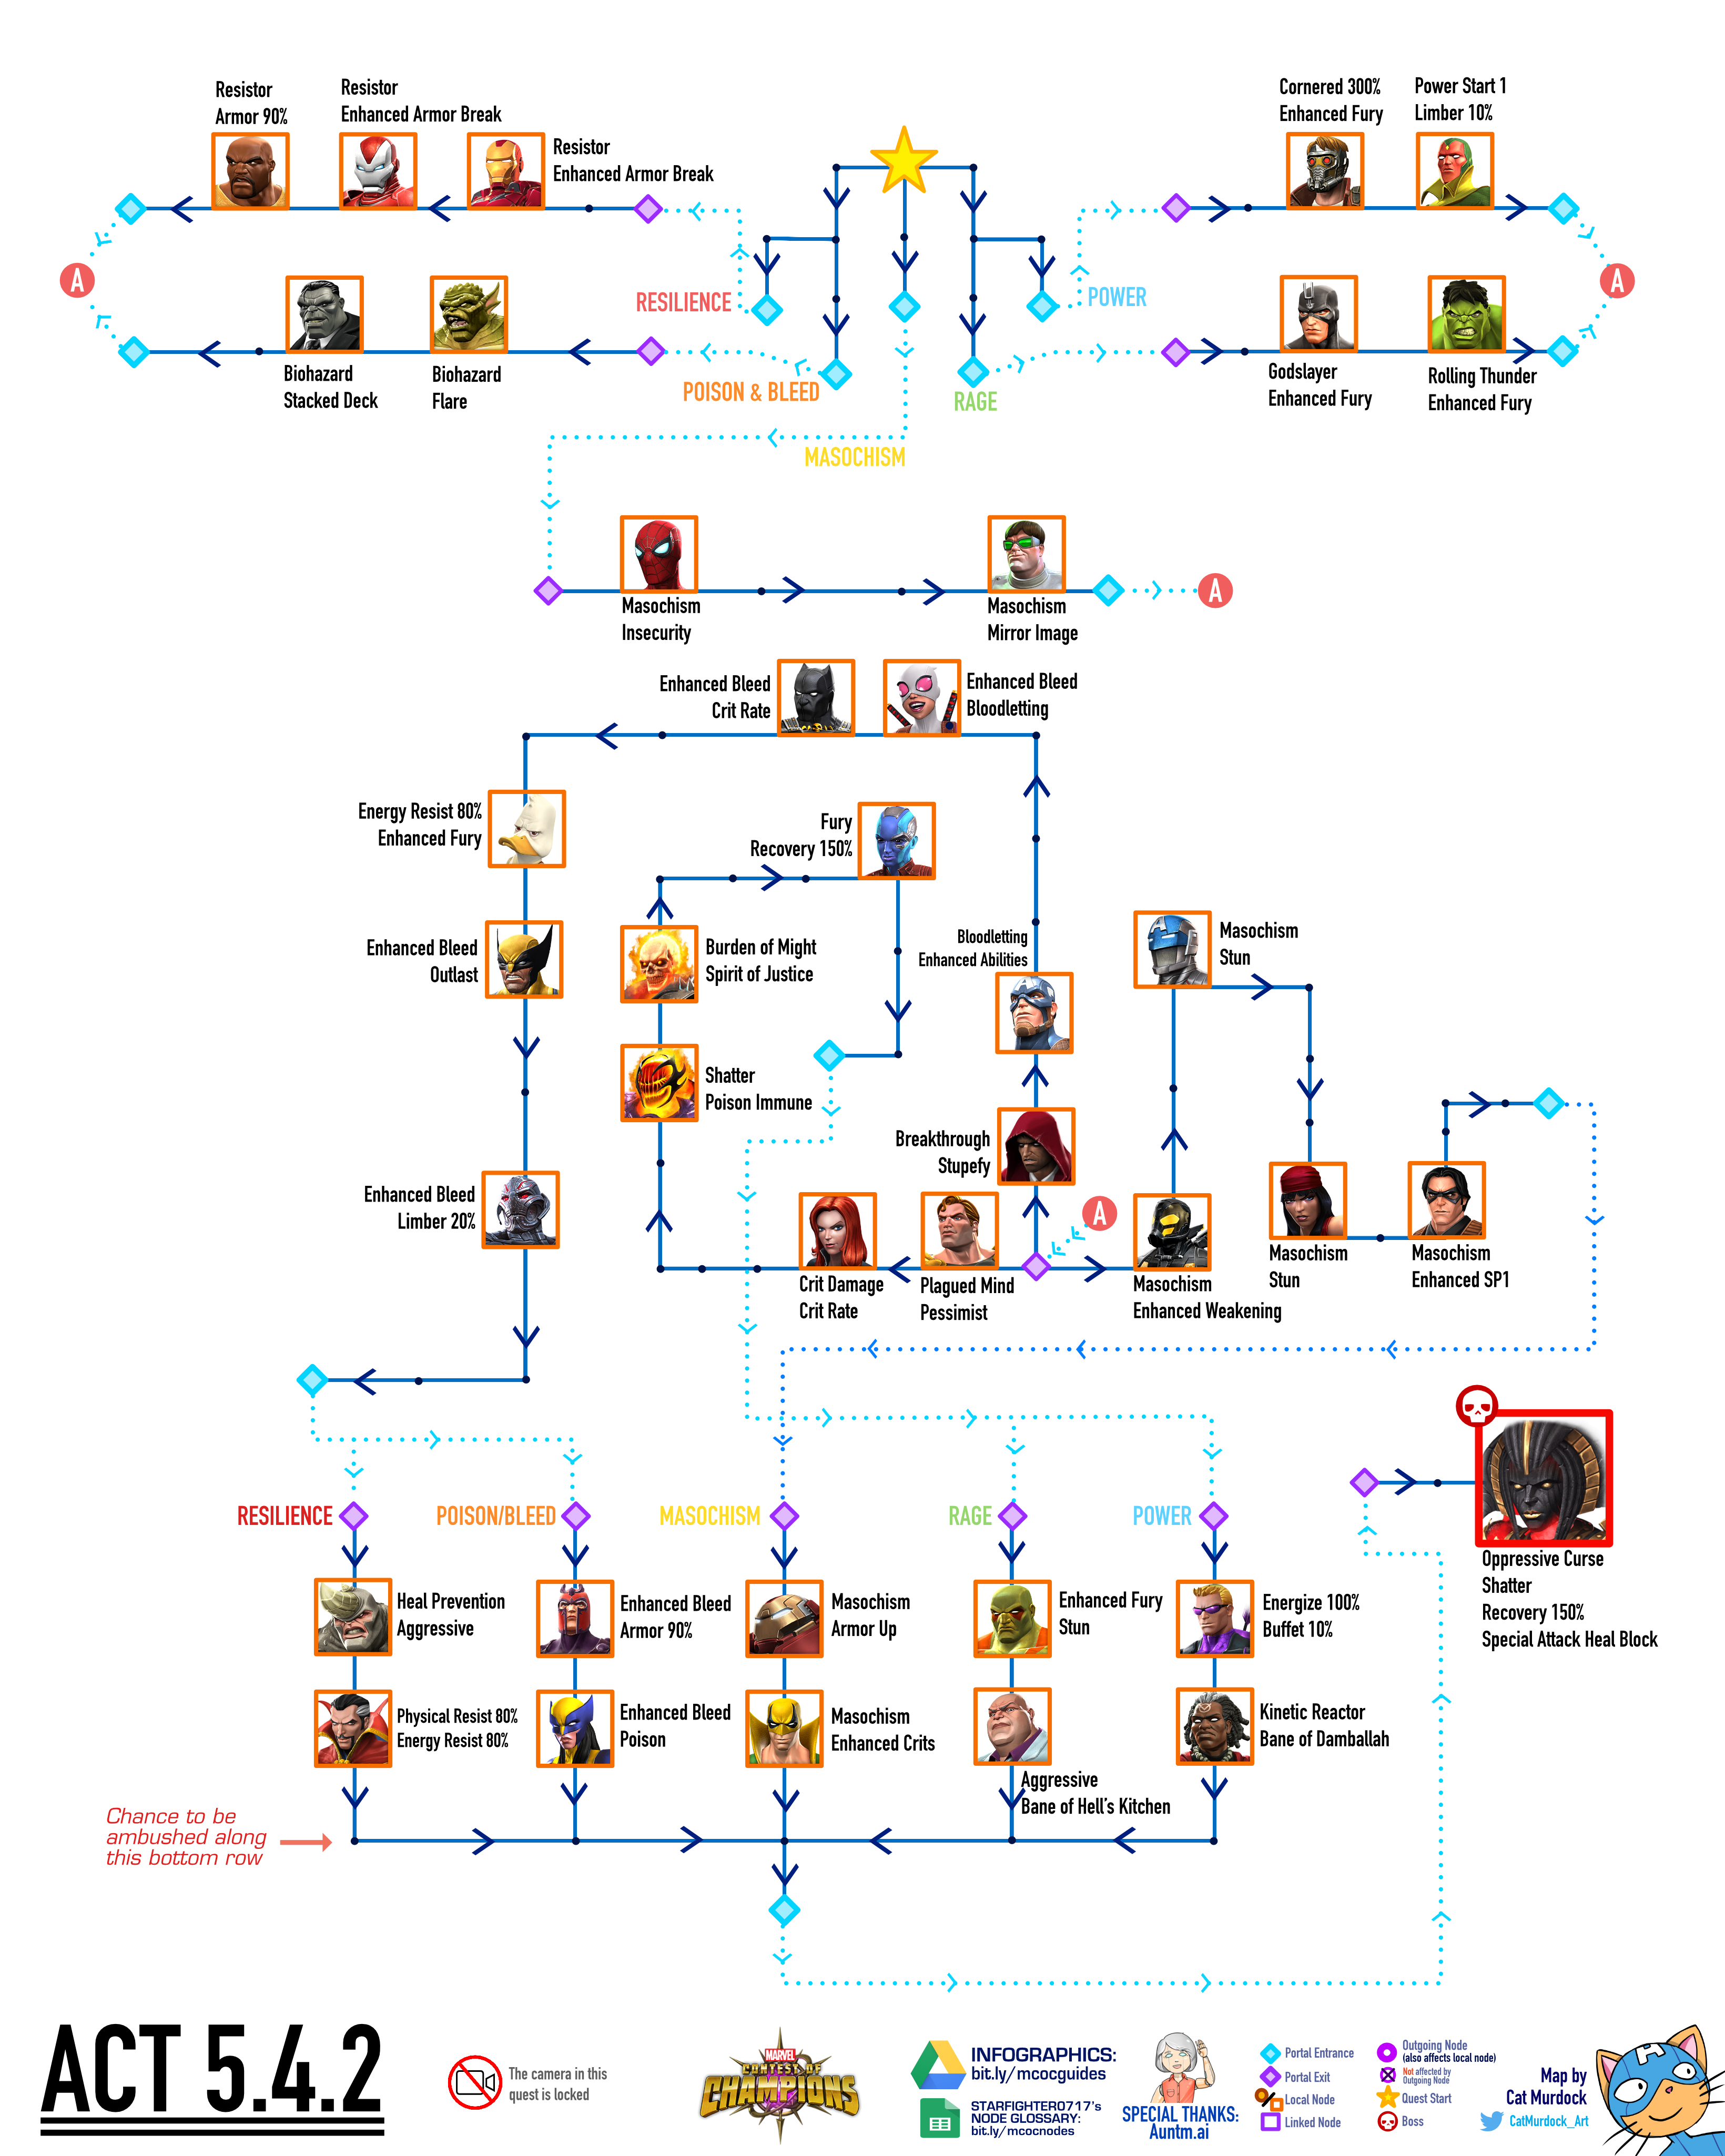 Resistor
Armor 90%
Resistor
Enhanced Armor Break
Resistor
Enhanced Armor Break
Cornered 300%
Enhanced Fury
Power Start 1
Limber 10%
A
RESILIENCE
POWER
A
Biohazard
Stacked Deck
Biohazard
Flare
POISON & BLEED
RAGE
Godslayer
Enhanced Fury
Rolling Thunder
Enhanced Fury
MASOCHISM
Masochism
Insecurity
Masochism
Mirror Image
A
Enhanced Bleed
Crit Rate
Enhanced Bleed
Bloodletting
Energy Resist 80%
Enhanced Fury
Fury
Recovery 150%
Enhanced Bleed
Outlast
Burden of Might
Spirit of Justice
Bloodletting
Enhanced Abilities
Masochism
Stun
Shatter
Poison Immune
Breakthrough
Stupefy
Enhanced Bleed
Limber 20%
A
Crit Damage
Crit Rate
Plagued Mind
Pessimist
Masochism
Enhanced Weakening
Masochism
Stun
Masochism
Enhanced SP1
RESILIENCE
POISON/BLEED
MASOCHISM
RAGE
POWER
Oppressive Curse
Shatter
Recovery 150%
Special Attack Heal Block
Heal Prevention
Aggressive
Enhanced Bleed
Armor 90%
Masochism
Armor Up
Enhanced Fury
Stun
Energize 100%
Buffet 10%
Physical Resist 80%
Energy Resist 80%
Enhanced Bleed
Poison
Masochism
Enhanced Crits
Aggressive
Bane of Hell's Kitchen
Kinetic Reactor
Bane of Damballah
Chance to be
ambushed along
this bottom row
ACT 5.4.2
The camera in this
quest is locked
MARVEL
CONTEST OF
CHAMPIONS
INFOGRAPHICS:
bit.ly/mcocguides
STARFIGHTER0717's
NODE GLOSSARY:
bit.ly/mcocnodes
SPECIAL THANKS:
Auntm.ai
Portal Entrance
Portal Exit
Local Node
Linked Node
Outgoing Node
(also affects local node)
Not affected by
Outgoing Node
Quest Start
Boss
Map by
Cat Murdock
CatMurdock_Art